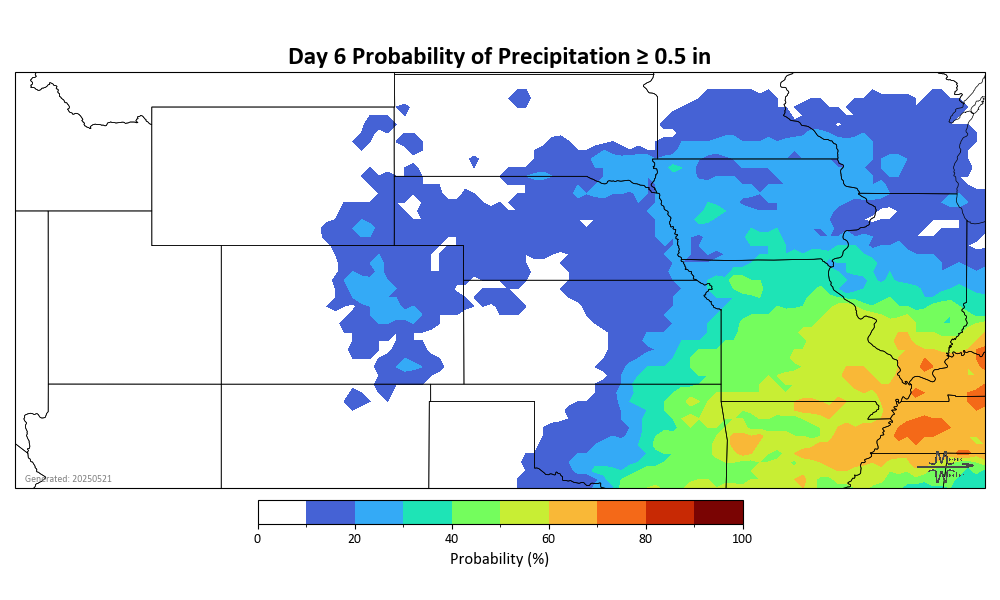 Day 6 Probability of Precipitation ≥ 0.5 in
Generated: 20250521
0 20 40 60 80 100
Probability (%)